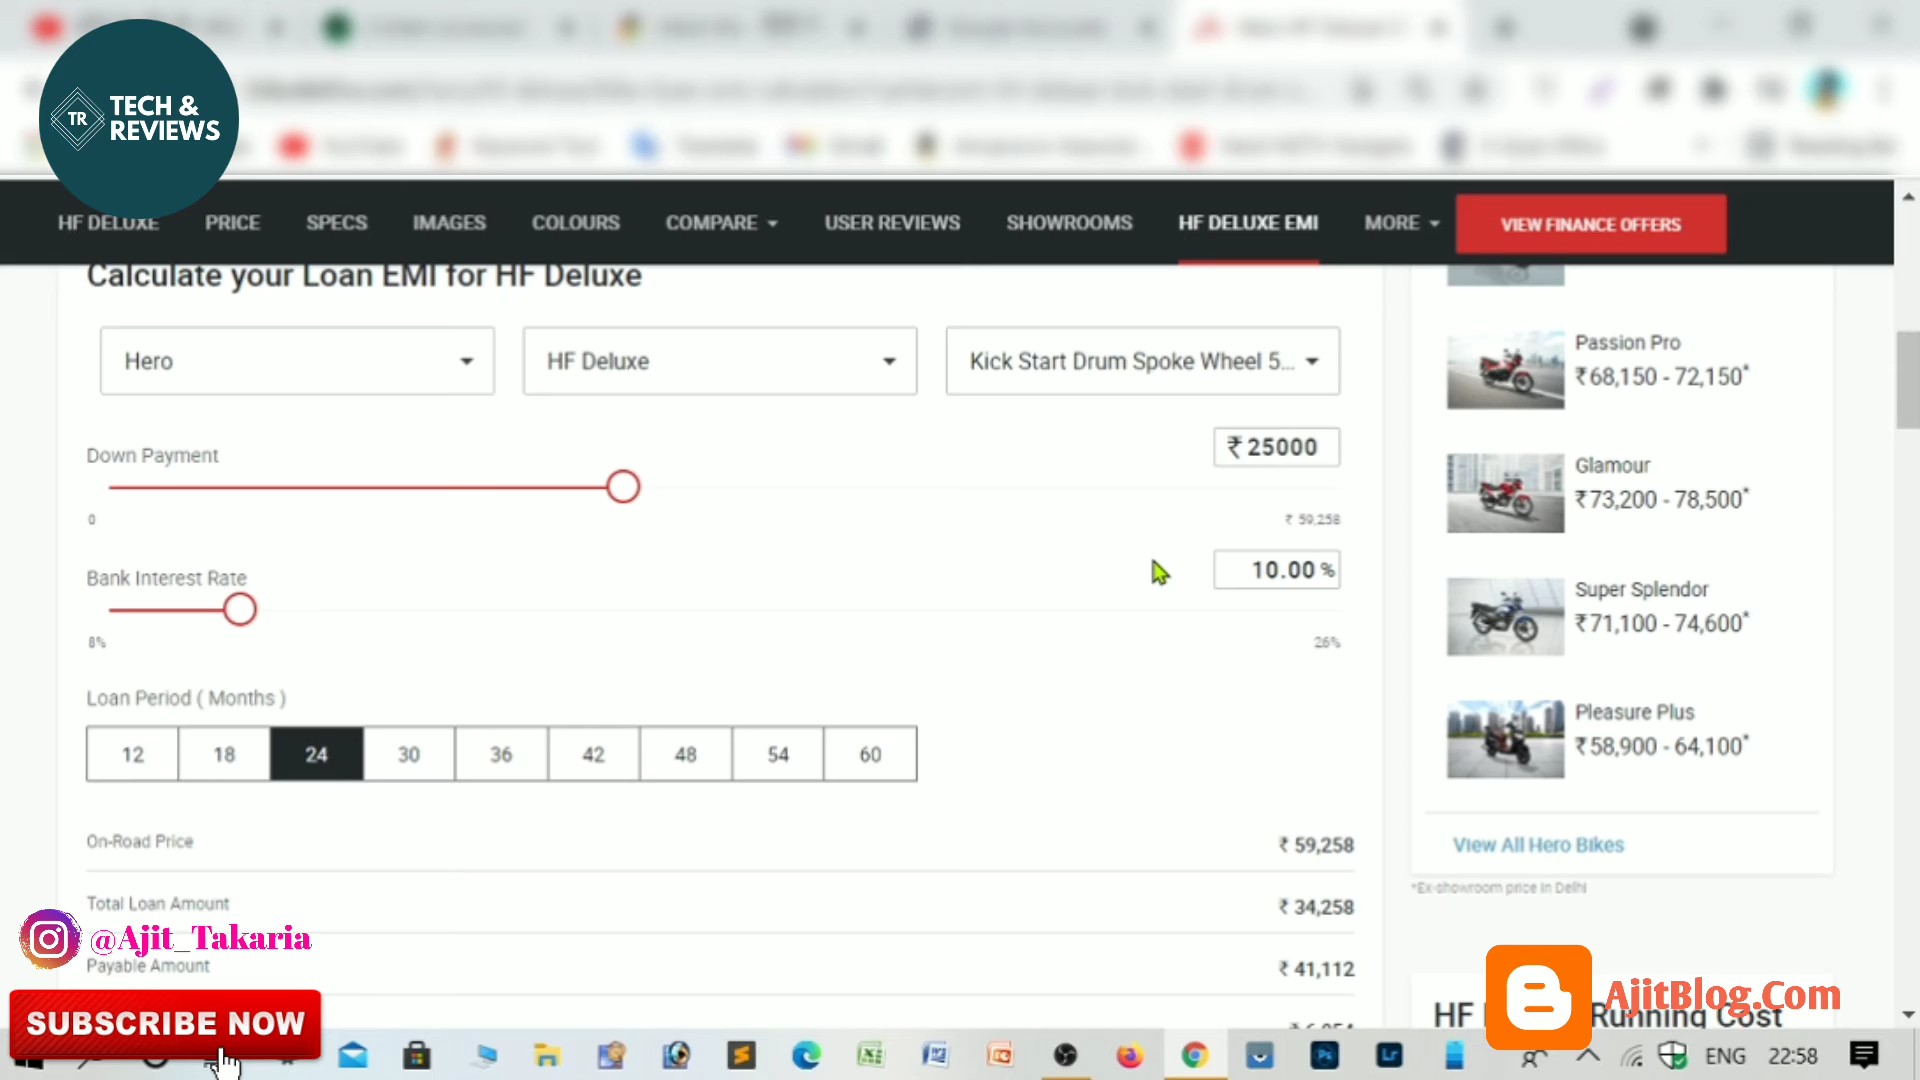 TR
TECH &
REVIEWS
HF DELUXE PRICE SPECS IMAGES COLOURS COMPARE USER REVIEWS SHOWROOMS HF DELUXE EMI MORE VIEW FINANCE OFFERS
Calculate your Loan EMI for HF Deluxe
Hero HF Deluxe Kick Start Drum Spoke Wheel 5...
Down Payment ₹ 25000
0 ₹ 59,258
Bank Interest Rate 10.00 %
8% 26%
Loan Period ( Months )
12 18 24 30 36 42 48 54 60
On-Road Price ₹ 59,258
Total Loan Amount ₹ 34,258
Payable Amount ₹ 41,112
Passion Pro
₹68,150 - 72,150*
Glamour
₹73,200 - 78,500*
Super Splendor
₹71,100 - 74,600*
Pleasure Plus
₹58,900 - 64,100*
View All Hero Bikes
*Ex-showroom price in Delhi
HF Running Cost
@Ajit_Takaria
AjitBlog.Com
SUBSCRIBE NOW
ENG 22:58